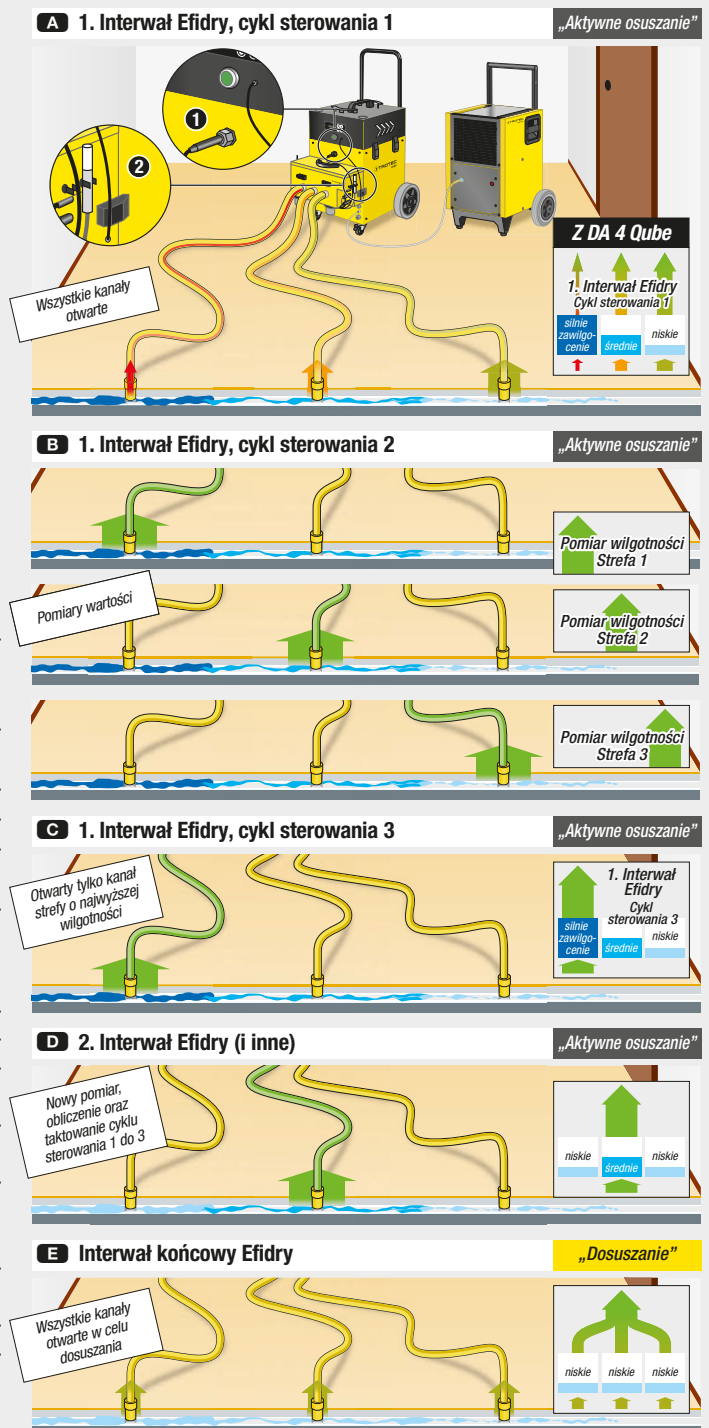 A 1. Interwał Efidry, cykl sterowania 1
„Aktywne osuszanie”
1
2
TROTEC
Wszystkie kanały
otwarte
Z DA 4 Qube
1. Interwał Efidry
Cykl sterowania 1
silnie
zawilgo-
cenie
średnie
niskie
B 1. Interwał Efidry, cykl sterowania 2
„Aktywne osuszanie”
Pomiar wilgotności
Strefa 1
Pomiary wartości
Pomiar wilgotności
Strefa 2
Pomiar wilgotności
Strefa 3
C 1. Interwał Efidry, cykl sterowania 3
„Aktywne osuszanie”
Otwarty tylko kanał
strefy o najwyższej
wilgotności
1. Interwał
Efidry
Cykl
sterowania 3
silnie
zawilgo-
cenie
średnie
niskie
D 2. Interwał Efidry (i inne)
„Aktywne osuszanie”
Nowy pomiar,
obliczenie oraz
taktowanie cyklu
sterowania 1 do 3
niskie
średnie
niskie
E Interwał końcowy Efidry
„Dosuszanie”
Wszystkie kanały
otwarte w celu
dosuszania
niskie
niskie
niskie